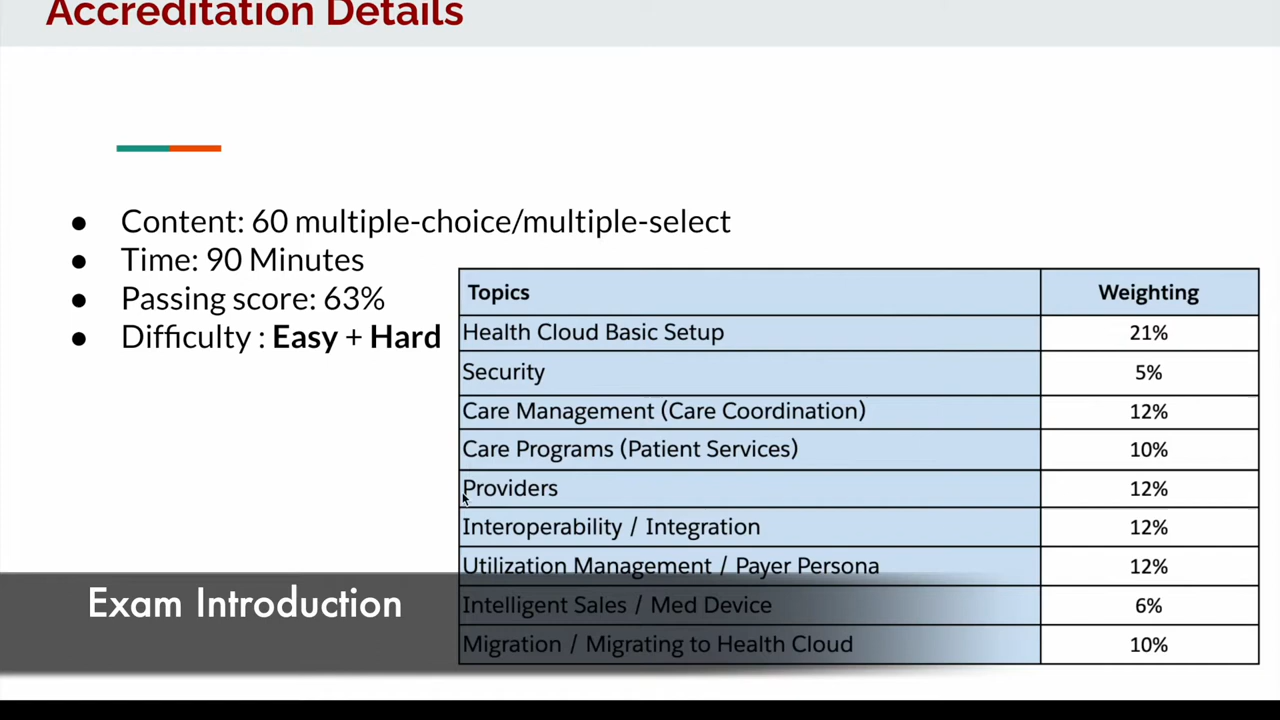 Accreditation Details
● Content: 60 multiple-choice/multiple-select
● Time: 90 Minutes
● Passing score: 63%
● Difficulty : Easy + Hard
Topics Weighting
Health Cloud Basic Setup 21%
Security 5%
Care Management (Care Coordination) 12%
Care Programs (Patient Services) 10%
Providers 12%
Interoperability / Integration 12%
Utilization Management / Payer Persona 12%
Intelligent Sales / Med Device 6%
Migration / Migrating to Health Cloud 10%
Exam Introduction